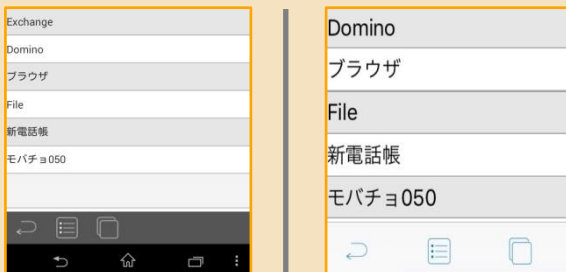 Exchange
Domino
ブラウザ
File
新電話帳
モバチョ050
Domino
ブラウザ
File
新電話帳
モバチョ050